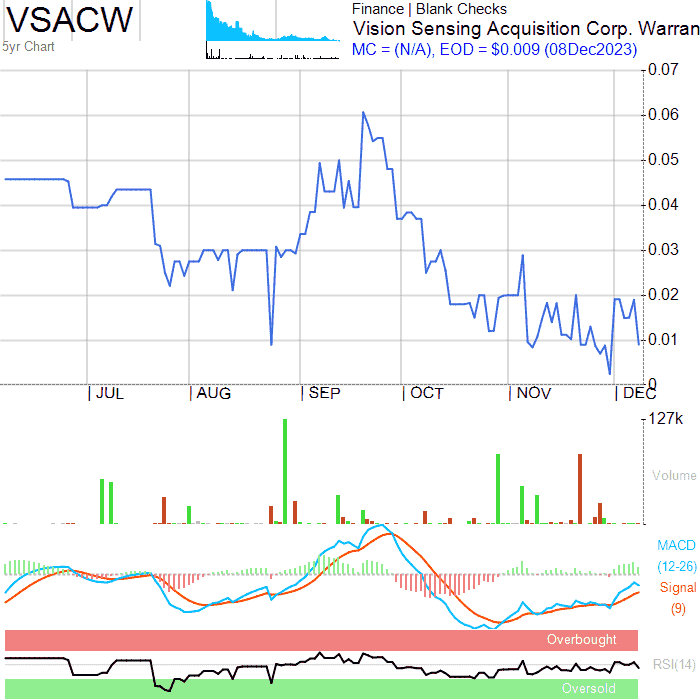 VSACW
5yr Chart
Finance | Blank Checks
Vision Sensing Acquisition Corp. Warran
MC = (N/A), EOD = $0.009 (08Dec2023)
0.07
0.06
0.05
0.04
0.03
0.02
0.01
0
JUL AUG SEP OCT NOV DEC
127k
Volume
MACD
(12-26)
Signal
(9)
Overbought
RSI(14)
Oversold